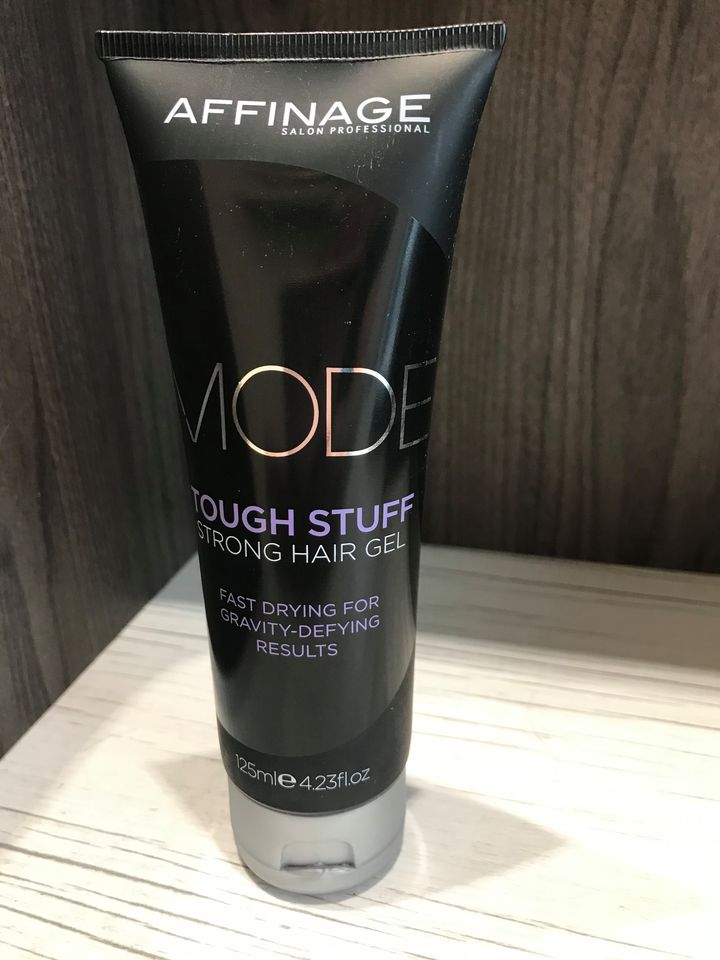 AFFINAGE
SALON PROFESSIONAL
MODE
TOUGH STUFF
STRONG HAIR GEL
FAST DRYING FOR
GRAVITY-DEFYING
RESULTS
125ml℮4.23fl.oz